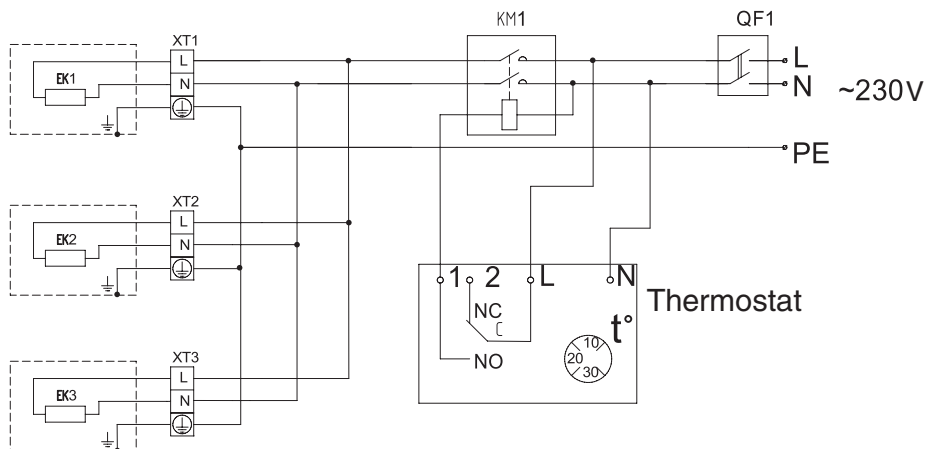 KM1
QF1
XT1
L
N
EK1
L
N
~230V
PE
XT2
L
N
EK2
1 2 L N
Thermostat
NC
t°
10
20
30
NO
XT3
L
N
EK3